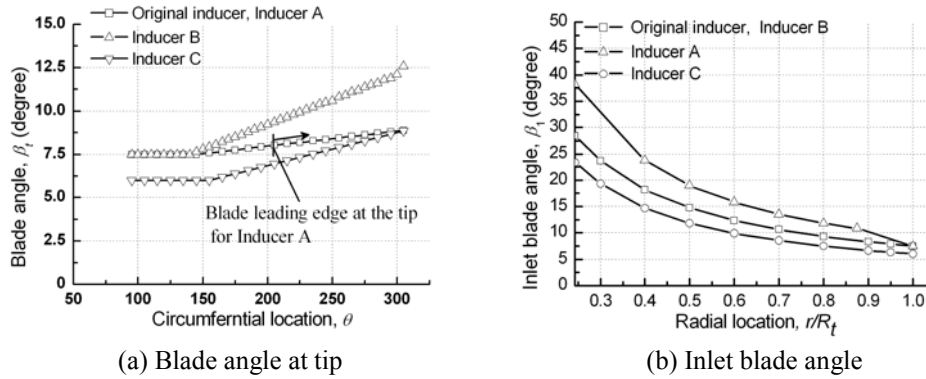 Original inducer, Inducer A
Inducer B
Inducer C
15.0
12.5
10.0
7.5
5.0
2.5
0
Blade angle, βt (degree)
Blade leading edge at the tip
for Inducer A
50 100 150 200 250 300
Circumferntial location, θ
(a) Blade angle at tip
Original inducer, Inducer B
Inducer A
Inducer C
50
45
40
35
30
25
20
15
10
5
0
Inlet blade angle, β1 (degree)
0.3 0.4 0.5 0.6 0.7 0.8 0.9 1.0
Radial location, r/Rt
(b) Inlet blade angle